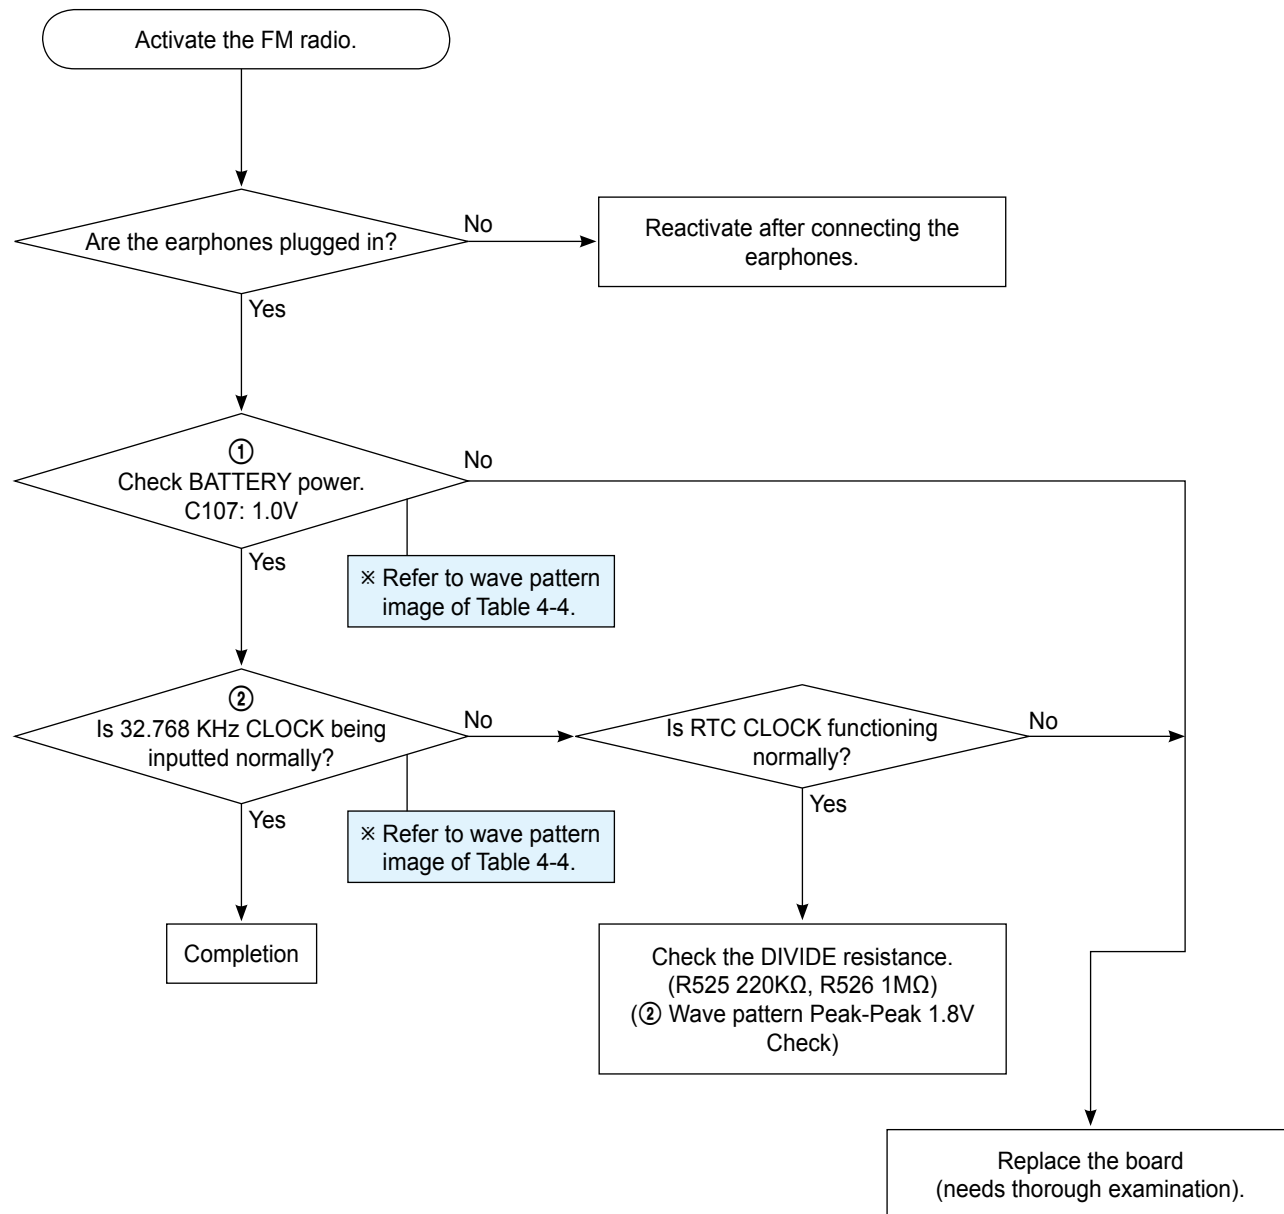 Activate the FM radio.
Are the earphones plugged in?
No
Reactivate after connecting the
earphones.
Yes
①
Check BATTERY power.
C107: 1.0V
No
Yes
※ Refer to wave pattern
image of Table 4-4.
②
Is 32.768 KHz CLOCK being
inputted normally?
No
Is RTC CLOCK functioning
normally?
No
Yes
※ Refer to wave pattern
image of Table 4-4.
Yes
Completion
Check the DIVIDE resistance.
(R525 220KΩ, R526 1MΩ)
(② Wave pattern Peak-Peak 1.8V
Check)
Replace the board
(needs thorough examination).